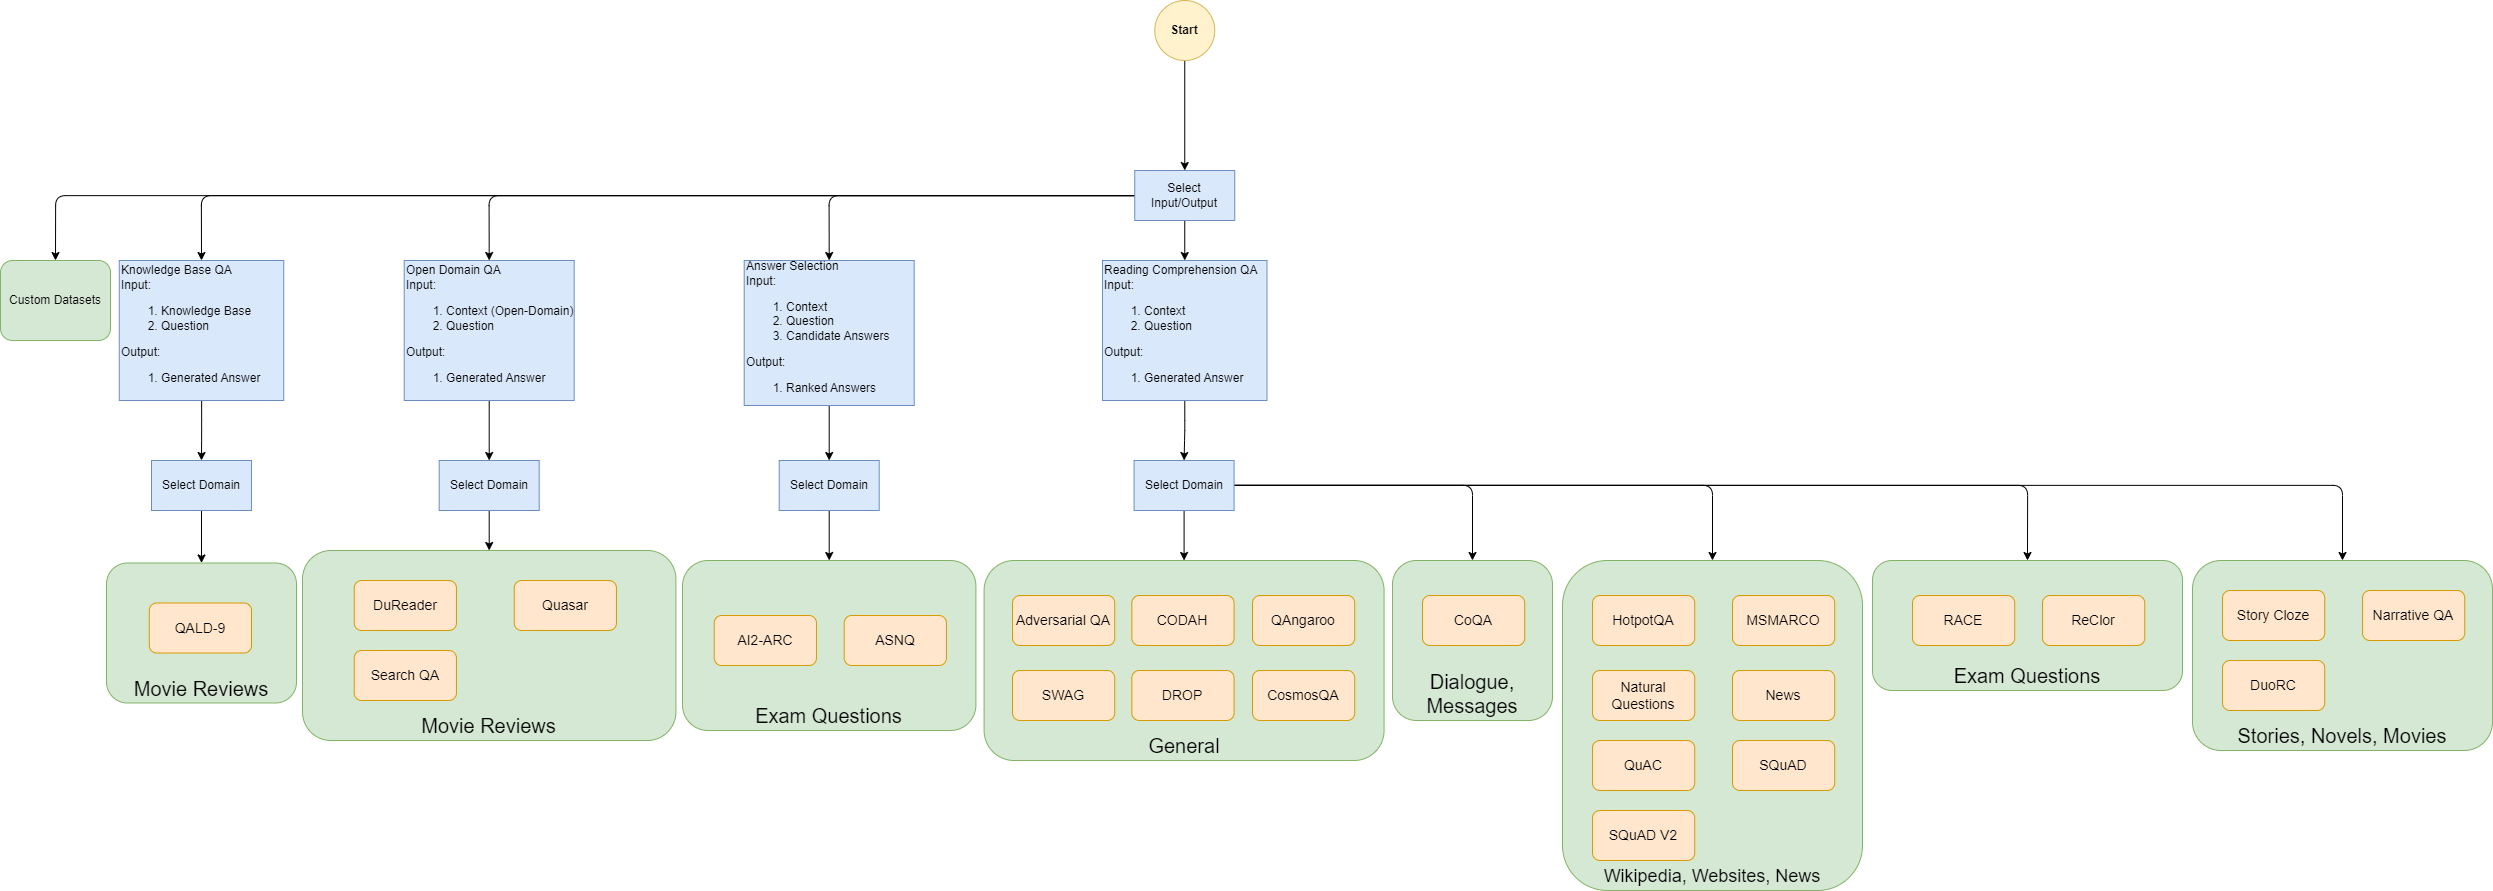 Start
Select
Input/Output
Custom Datasets
Knowledge Base QA
Input:
1. Knowledge Base
2. Question
Output:
1. Generated Answer
Open Domain QA
Input:
1. Context (Open-Domain)
2. Question
Output:
1. Generated Answer
Answer Selection
Input:
1. Context
2. Question
3. Candidate Answers
Output:
1. Ranked Answers
Reading Comprehension QA
Input:
1. Context
2. Question
Output:
1. Generated Answer
Select Domain
Select Domain
Select Domain
Select Domain
QALD-9
Movie Reviews
DuReader
Quasar
Search QA
Movie Reviews
AI2-ARC
ASNQ
Exam Questions
Adversarial QA
CODAH
QAngaroo
SWAG
DROP
CosmosQA
General
CoQA
Dialogue,
Messages
HotpotQA
MSMARCO
Natural
Questions
News
QuAC
SQuAD
SQuAD V2
Wikipedia, Websites, News
RACE
ReClor
Exam Questions
Story Cloze
Narrative QA
DuoRC
Stories, Novels, Movies